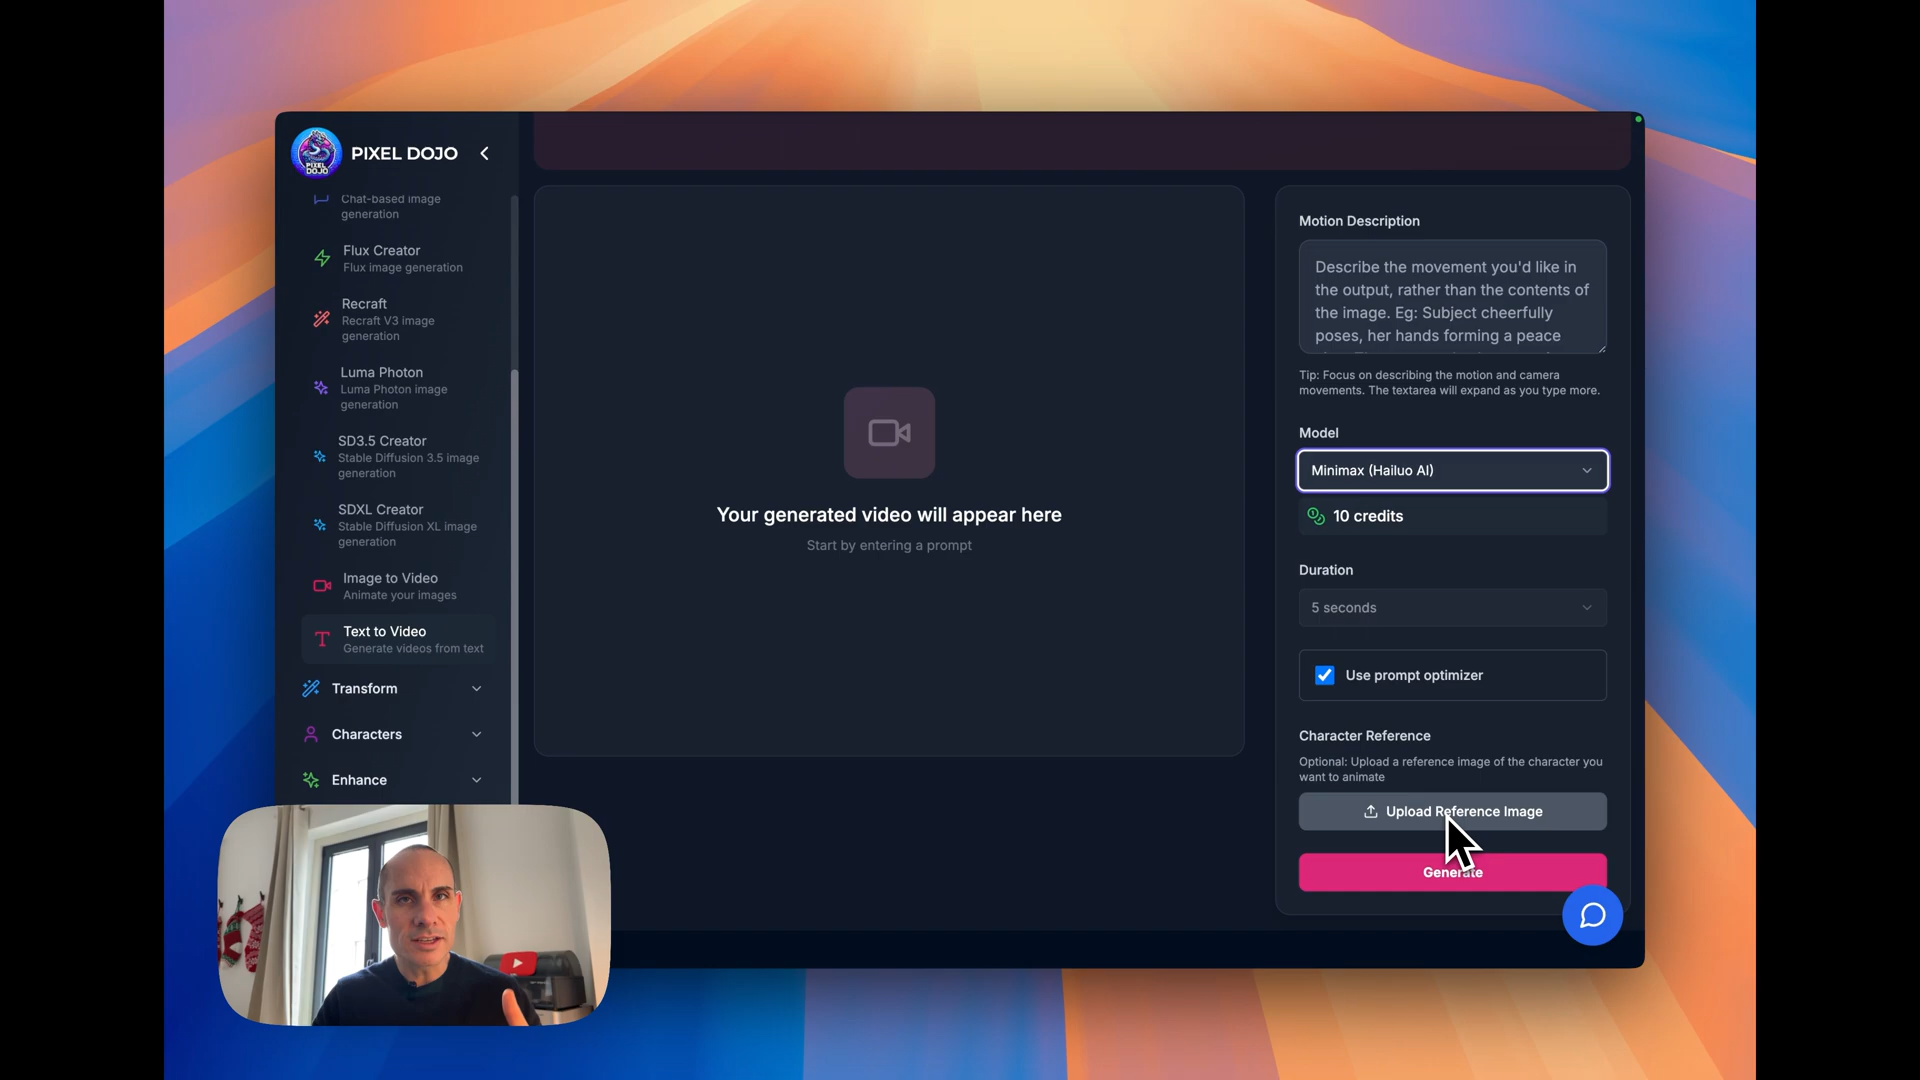 PIXEL DOJO
PIXEL
DOJO
Chat-based image
generation
Flux Creator
Flux image generation
Recraft
Recraft V3 image
generation
Luma Photon
Luma Photon image
generation
SD3.5 Creator
Stable Diffusion 3.5 image
generation
SDXL Creator
Stable Diffusion XL image
generation
Image to Video
Animate your images
Text to Video
Generate videos from text
Transform
Characters
Enhance
Your generated video will appear here
Start by entering a prompt
Motion Description
Describe the movement you'd like in
the output, rather than the contents of
the image. Eg: Subject cheerfully
poses, her hands forming a peace
Tip: Focus on describing the motion and camera
movements. The textarea will expand as you type more.
Model
Minimax (Hailuo AI)
10 credits
Duration
5 seconds
Use prompt optimizer
Character Reference
Optional: Upload a reference image of the character you
want to animate
Upload Reference Image
Generate